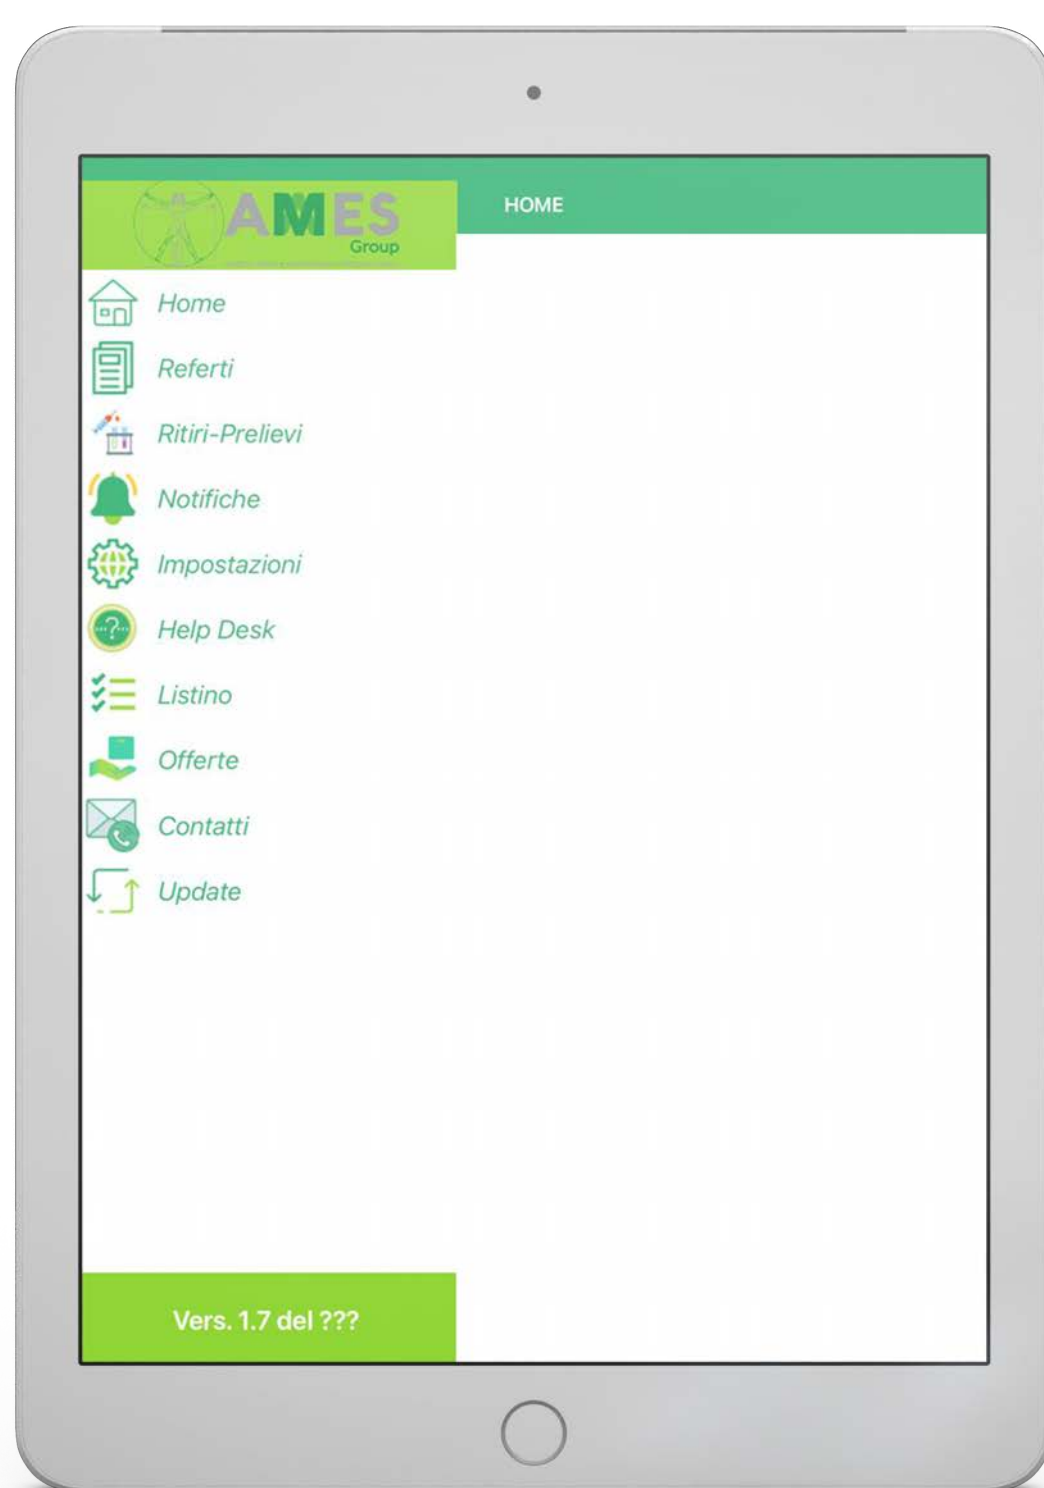 AMES
Group
HOME
Home
Referti
Ritiri-Prelievi
Notifiche
Impostazioni
Help Desk
Listino
Offerte
Contatti
Update
Vers. 1.7 del ???